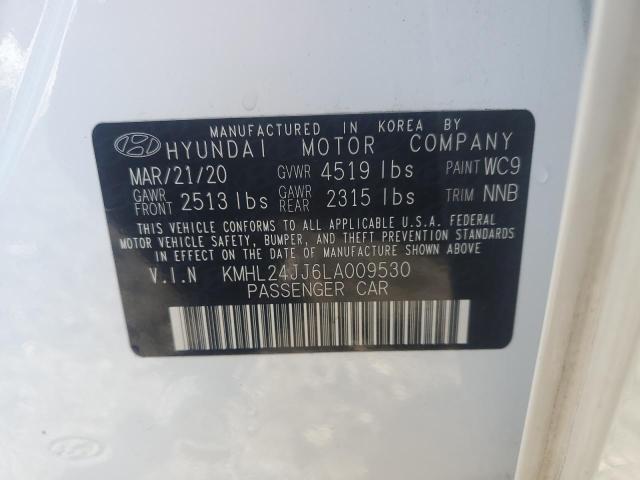 MANUFACTURED IN KOREA BY
HYUNDAI MOTOR COMPANY
MAR/21/20 GVWR 4519 lbs PAINT WC9
GAWR FRONT 2513 lbs GAWR REAR 2315 lbs TRIM NNB
THIS VEHICLE CONFORMS TO ALL APPLICABLE U.S.A. FEDERAL
MOTOR VEHICLE SAFETY, BUMPER, AND THEFT PREVENTION STANDARDS
IN EFFECT ON THE DATE OF MANUFACTURE SHOWN ABOVE.
V.I.N KMHL24JJ6LA009530
PASSENGER CAR